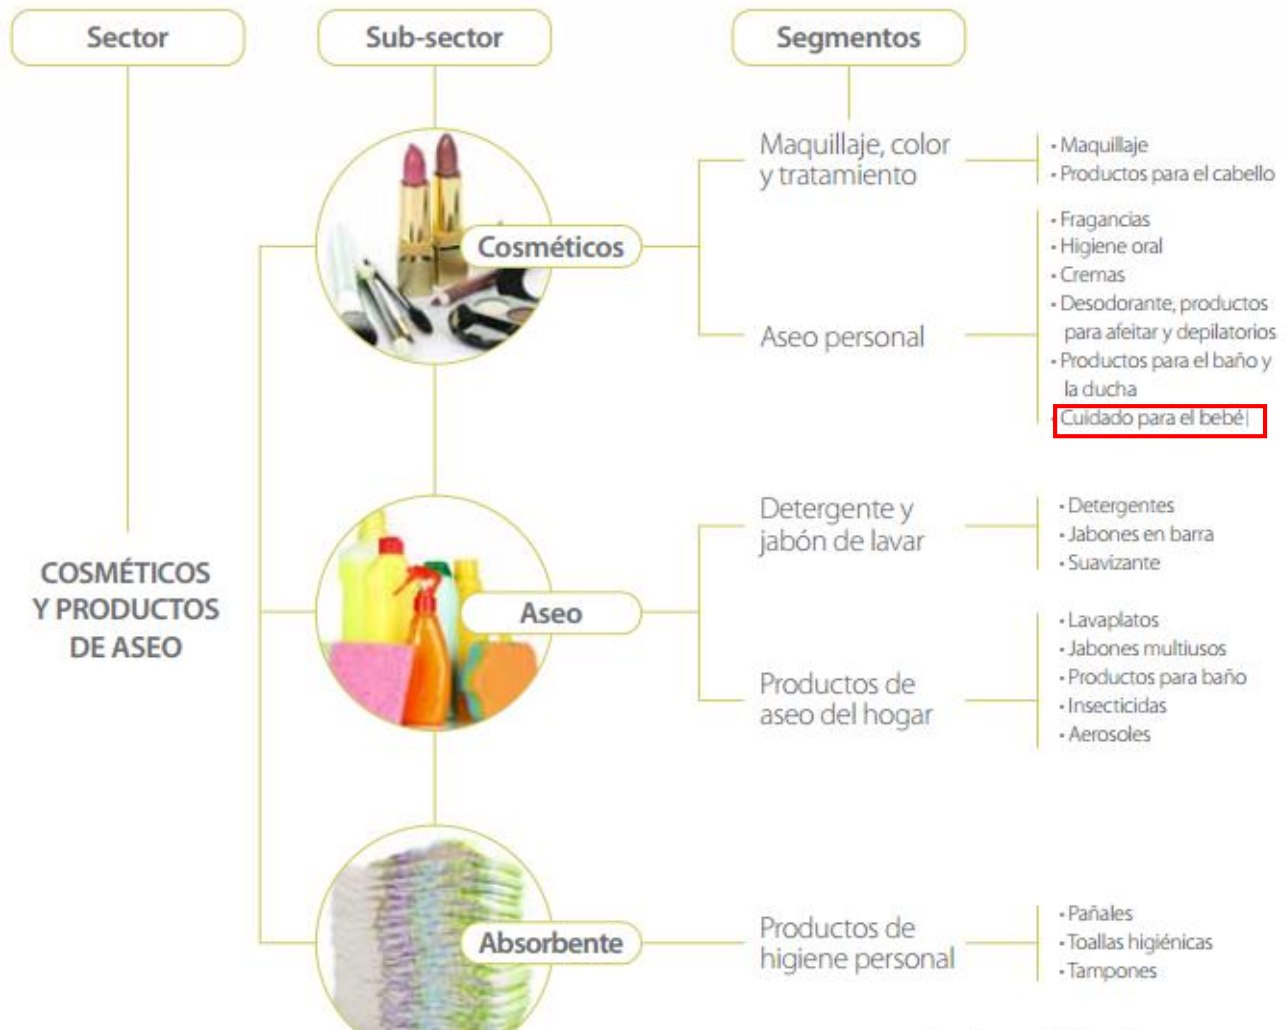 Sector
Sub-sector
Segmentos
COSMÉTICOS
Y PRODUCTOS
DE ASEO
Cosméticos
Maquillaje, color
y tratamiento
• Maquillaje
• Productos para el cabello
Aseo personal
• Fragancias
• Higiene oral
• Cremas
• Desodorante, productos
para afeitar y depilatorios
• Productos para el baño y
la ducha
• Cuidado para el bebé
Aseo
Detergente y
jabón de lavar
• Detergentes
• Jabones en barra
• Suavizante
Productos de
aseo del hogar
• Lavaplatos
• Jabones multiusos
• Productos para baño
• Insecticidas
• Aerosoles
Absorbente
Productos de
higiene personal
• Pañales
• Toallas higiénicas
• Tampones